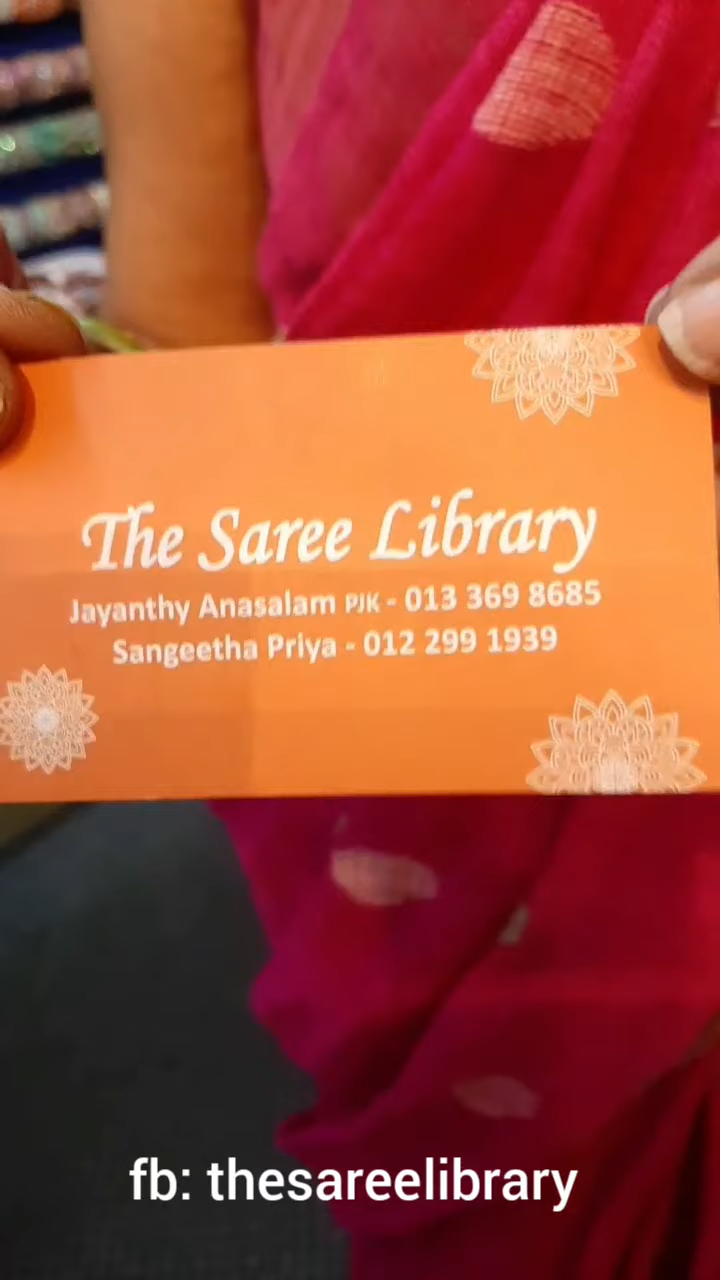 The Saree Library
Jayanthy Anasalam PJK - 013 369 8685
Sangeetha Priya - 012 299 1939
fb: thesareelibrary